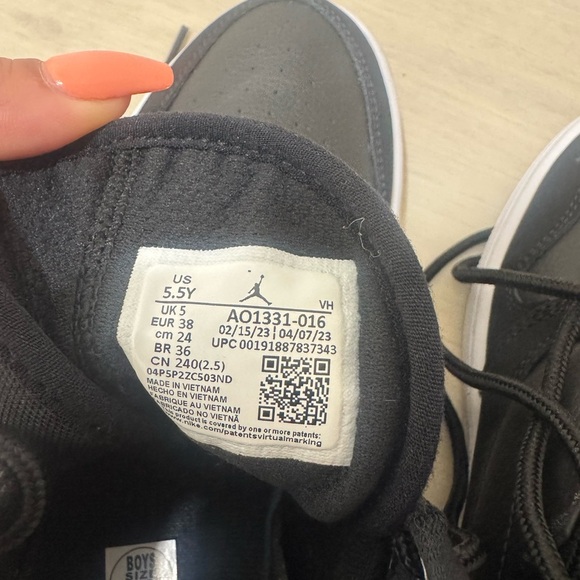 US
5.5Y
VH
UK 5
EUR 38
cm 24
BR 36
CN 240(2.5)
04P5P2ZC503ND
AO1331-016
02/15/23 | 04/07/23
UPC 00191887837343
MADE IN VIETNAM
HECHO EN VIETNAM
FABRIQUE AU VIETNAM
FABRICADO NO VIETNÃ
product is covered by one or more patents:
www.nike.com/patentsvirtualmarking
BOYS
SIZE